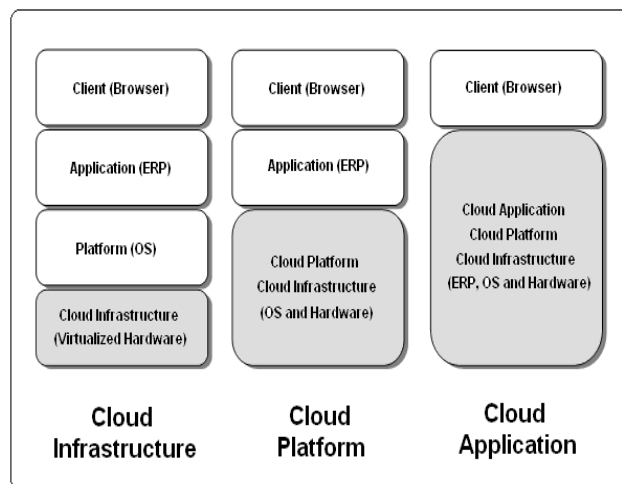 Client (Browser)
Application (ERP)
Platform (OS)
Cloud Infrastructure
(Virtualized Hardware)
Cloud
Infrastructure
Client (Browser)
Application (ERP)
Cloud Platform
Cloud Infrastructure
(OS and Hardware)
Cloud
Platform
Client (Browser)
Cloud Application
Cloud Platform
Cloud Infrastructure
(ERP, OS and Hardware)
Cloud
Application